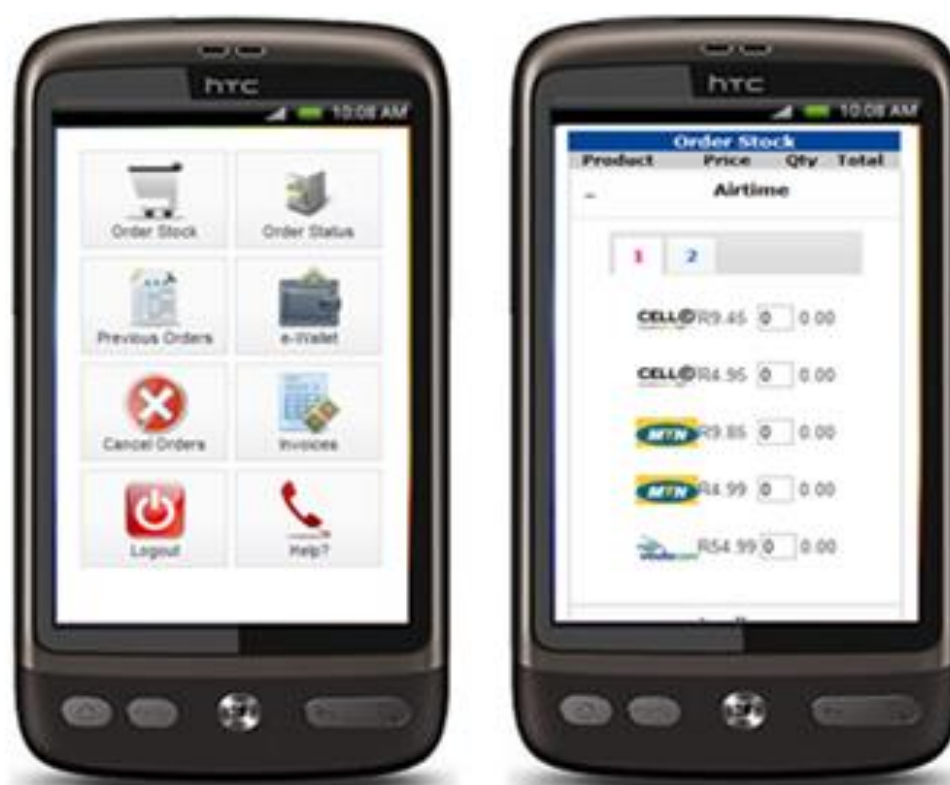 htc
10:08 AM
Order Stock
Order Status
Previous Orders
e-Wallet
Cancel Orders
Invoices
Logout
Help?
htc
10:08 AM
Order Stock
Product Price Qty Total
- Airtime
1 2
CELL C R9.45 0 0.00
CELL C R4.95 0 0.00
MTN R9.85 0 0.00
MTN R4.99 0 0.00
vodacom R54.99 0 0.00